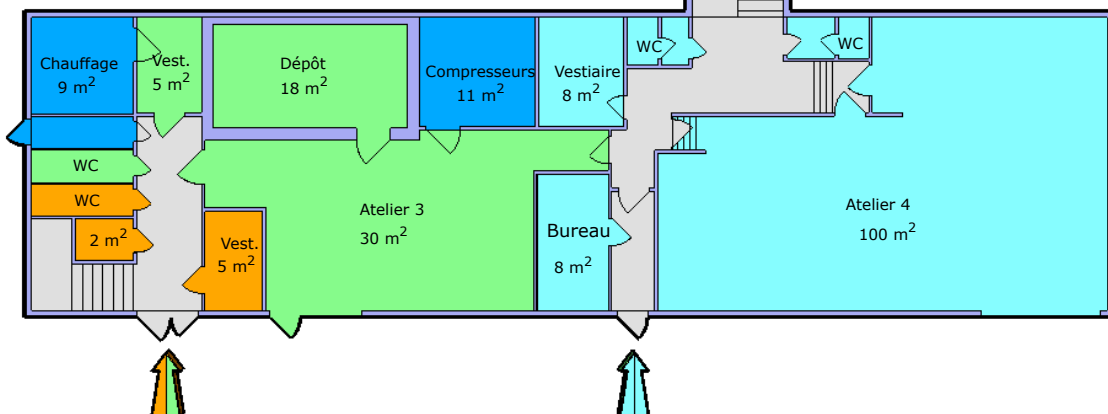 Chauffage
9 m²
Vest.
5 m²
Dépôt
18 m²
Compresseurs
11 m²
Vestiaire
8 m²
WC
WC
WC
WC
2 m²
Vest.
5 m²
Atelier 3
30 m²
Bureau
8 m²
Atelier 4
100 m²